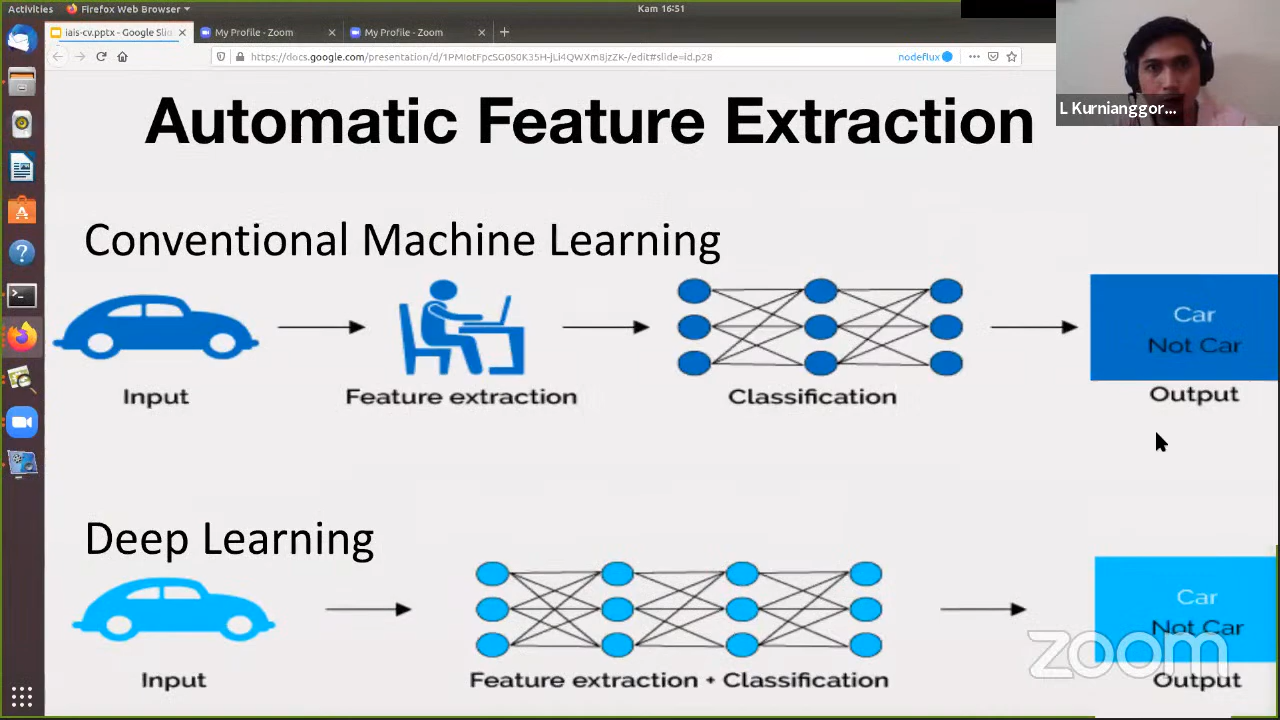 Activities
Firefox Web Browser
Kam 16:51
iais-cv.pptx - Google Slid
My Profile - Zoom
My Profile - Zoom
nodeflux
L Kurnianggor...
Automatic Feature Extraction
Conventional Machine Learning
Car
Not Car
Input
Feature extraction
Classification
Output
Deep Learning
Car
Not Car
zoom
Input
Feature extraction + Classification
Output